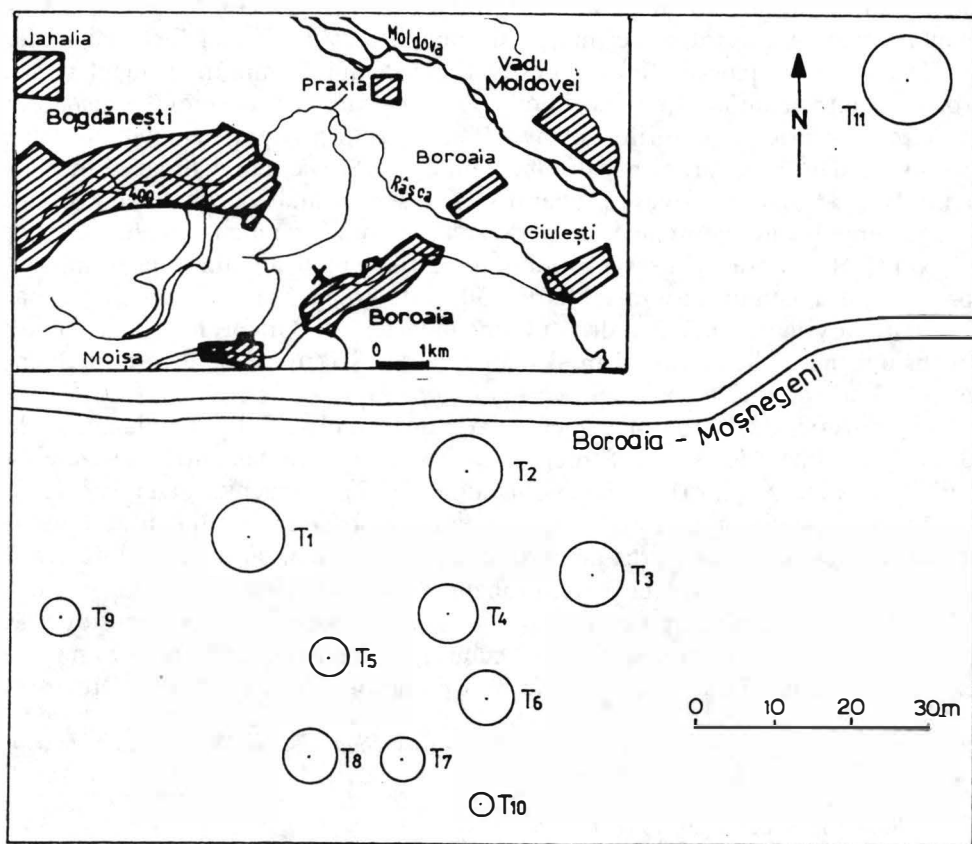 Jahalia
Moldova
Praxia
Vadu
Moldovei
Bogdănești
Boroaia
400
Râșca
Giulești
X
Boroaia
Moișa
0 1km
N
T11
Boroaia - Moșnegeni
T2
T1
T3
T9
T4
T5
T6
0 10 20 30m
T8
T7
T10